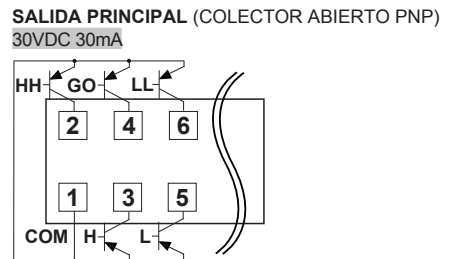 SALIDA PRINCIPAL (COLECTOR ABIERTO PNP)
30VDC 30mA
HH GO LL
2 4 6
1 3 5
COM H L